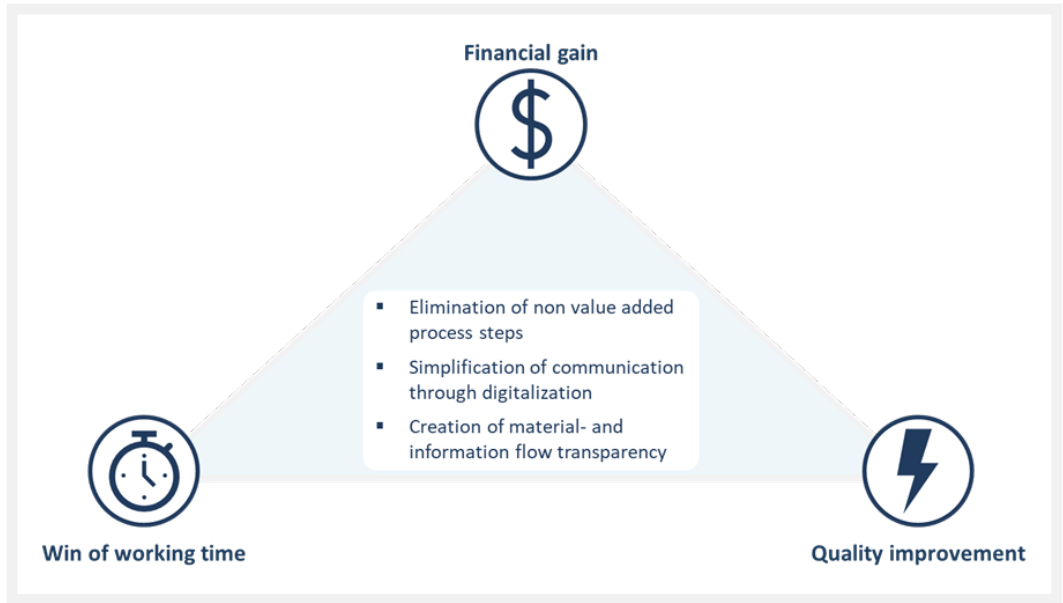 Financial gain
▪ Elimination of non value added
process steps
▪ Simplification of communication
through digitalization
▪ Creation of material- and
information flow transparency
Win of working time
Quality improvement